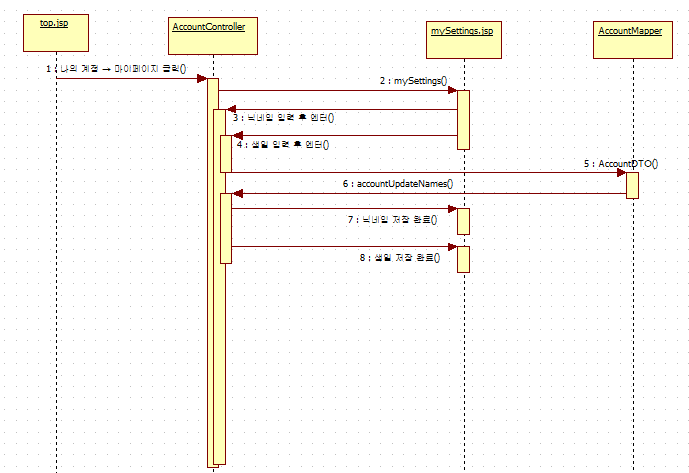 top.jsp
AccountController
mySettings.jsp
AccountMapper
1 : 나의 계정 → 마이페이지 클릭()
2 : mySettings()
3 : 닉네임 입력 후 엔터()
4 : 생일 입력 후 엔터()
5 : AccountDTO()
6 : accountUpdateNames()
7 : 닉네임 저장 완료()
8 : 생일 저장 완료()